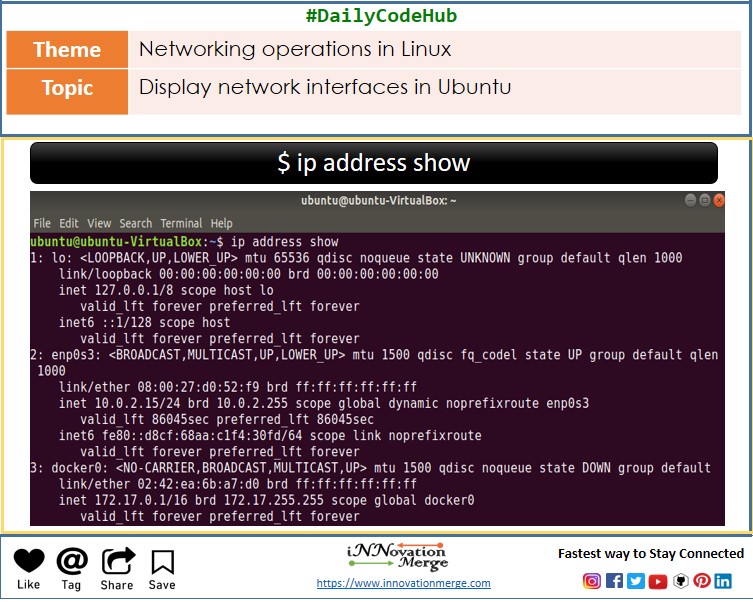 #DailyCodeHub
Theme Networking operations in Linux
Topic Display network interfaces in Ubuntu
$ ip address show
ubuntu@ubuntu-VirtualBox: ~
File Edit View Search Terminal Help
ubuntu@ubuntu-VirtualBox:~$ ip address show
1: lo: <LOOPBACK,UP,LOWER_UP> mtu 65536 qdisc noqueue state UNKNOWN group default qlen 1000
link/loopback 00:00:00:00:00:00 brd 00:00:00:00:00:00
inet 127.0.0.1/8 scope host lo
valid_lft forever preferred_lft forever
inet6 ::1/128 scope host
valid_lft forever preferred_lft forever
2: enp0s3: <BROADCAST,MULTICAST,UP,LOWER_UP> mtu 1500 qdisc fq_codel state UP group default qlen
1000
link/ether 08:00:27:d0:52:f9 brd ff:ff:ff:ff:ff:ff
inet 10.0.2.15/24 brd 10.0.2.255 scope global dynamic noprefixroute enp0s3
valid_lft 86045sec preferred_lft 86045sec
inet6 fe80::d8cf:68aa:c1f4:30fd/64 scope link noprefixroute
valid_lft forever preferred_lft forever
3: docker0: <NO-CARRIER,BROADCAST,MULTICAST,UP> mtu 1500 qdisc noqueue state DOWN group default
link/ether 02:42:ea:6b:a7:d0 brd ff:ff:ff:ff:ff:ff
inet 172.17.0.1/16 brd 172.17.255.255 scope global docker0
valid_lft forever preferred_lft forever
Like Tag Share Save
iNNovation
Merge
https://www.innovationmerge.com
Fastest way to Stay Connected